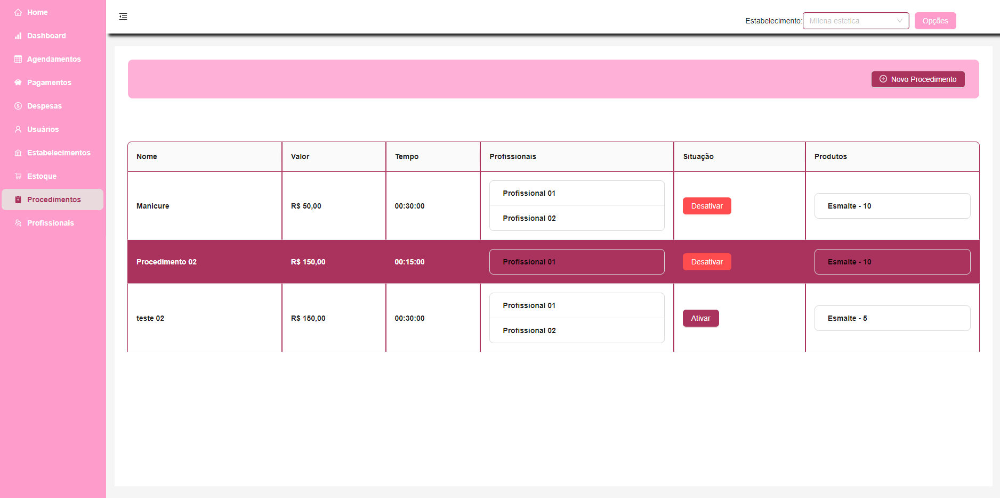 Home
Dashboard
Agendamentos
Pagamentos
Despesas
Usuários
Estabelecimentos
Estoque
Procedimentos
Profissionais
Estabelecimento: Milena estetica Opções
Novo Procedimento
Nome Valor Tempo Profissionais Situação Produtos
Profissional 01
Manicure R$ 50,00 00:30:00 Desativar Esmalte - 10
Profissional 02
Procedimento 02 R$ 150,00 00:15:00 Profissional 01 Desativar Esmalte - 10
Profissional 01
teste 02 R$ 150,00 00:30:00 Ativar Esmalte - 5
Profissional 02